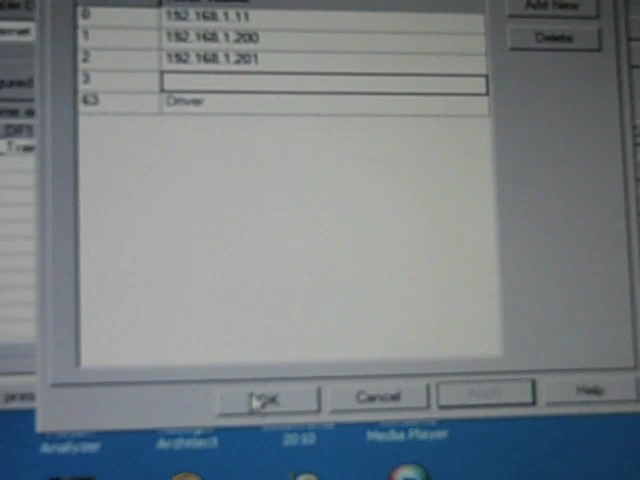 Add New
0 192.168.1.11
1 192.168.1.200
Delete
2 192.168.1.201
3
63 Driver
OK Cancel Apply Help
Analyzer
Architect
2010
Media Player